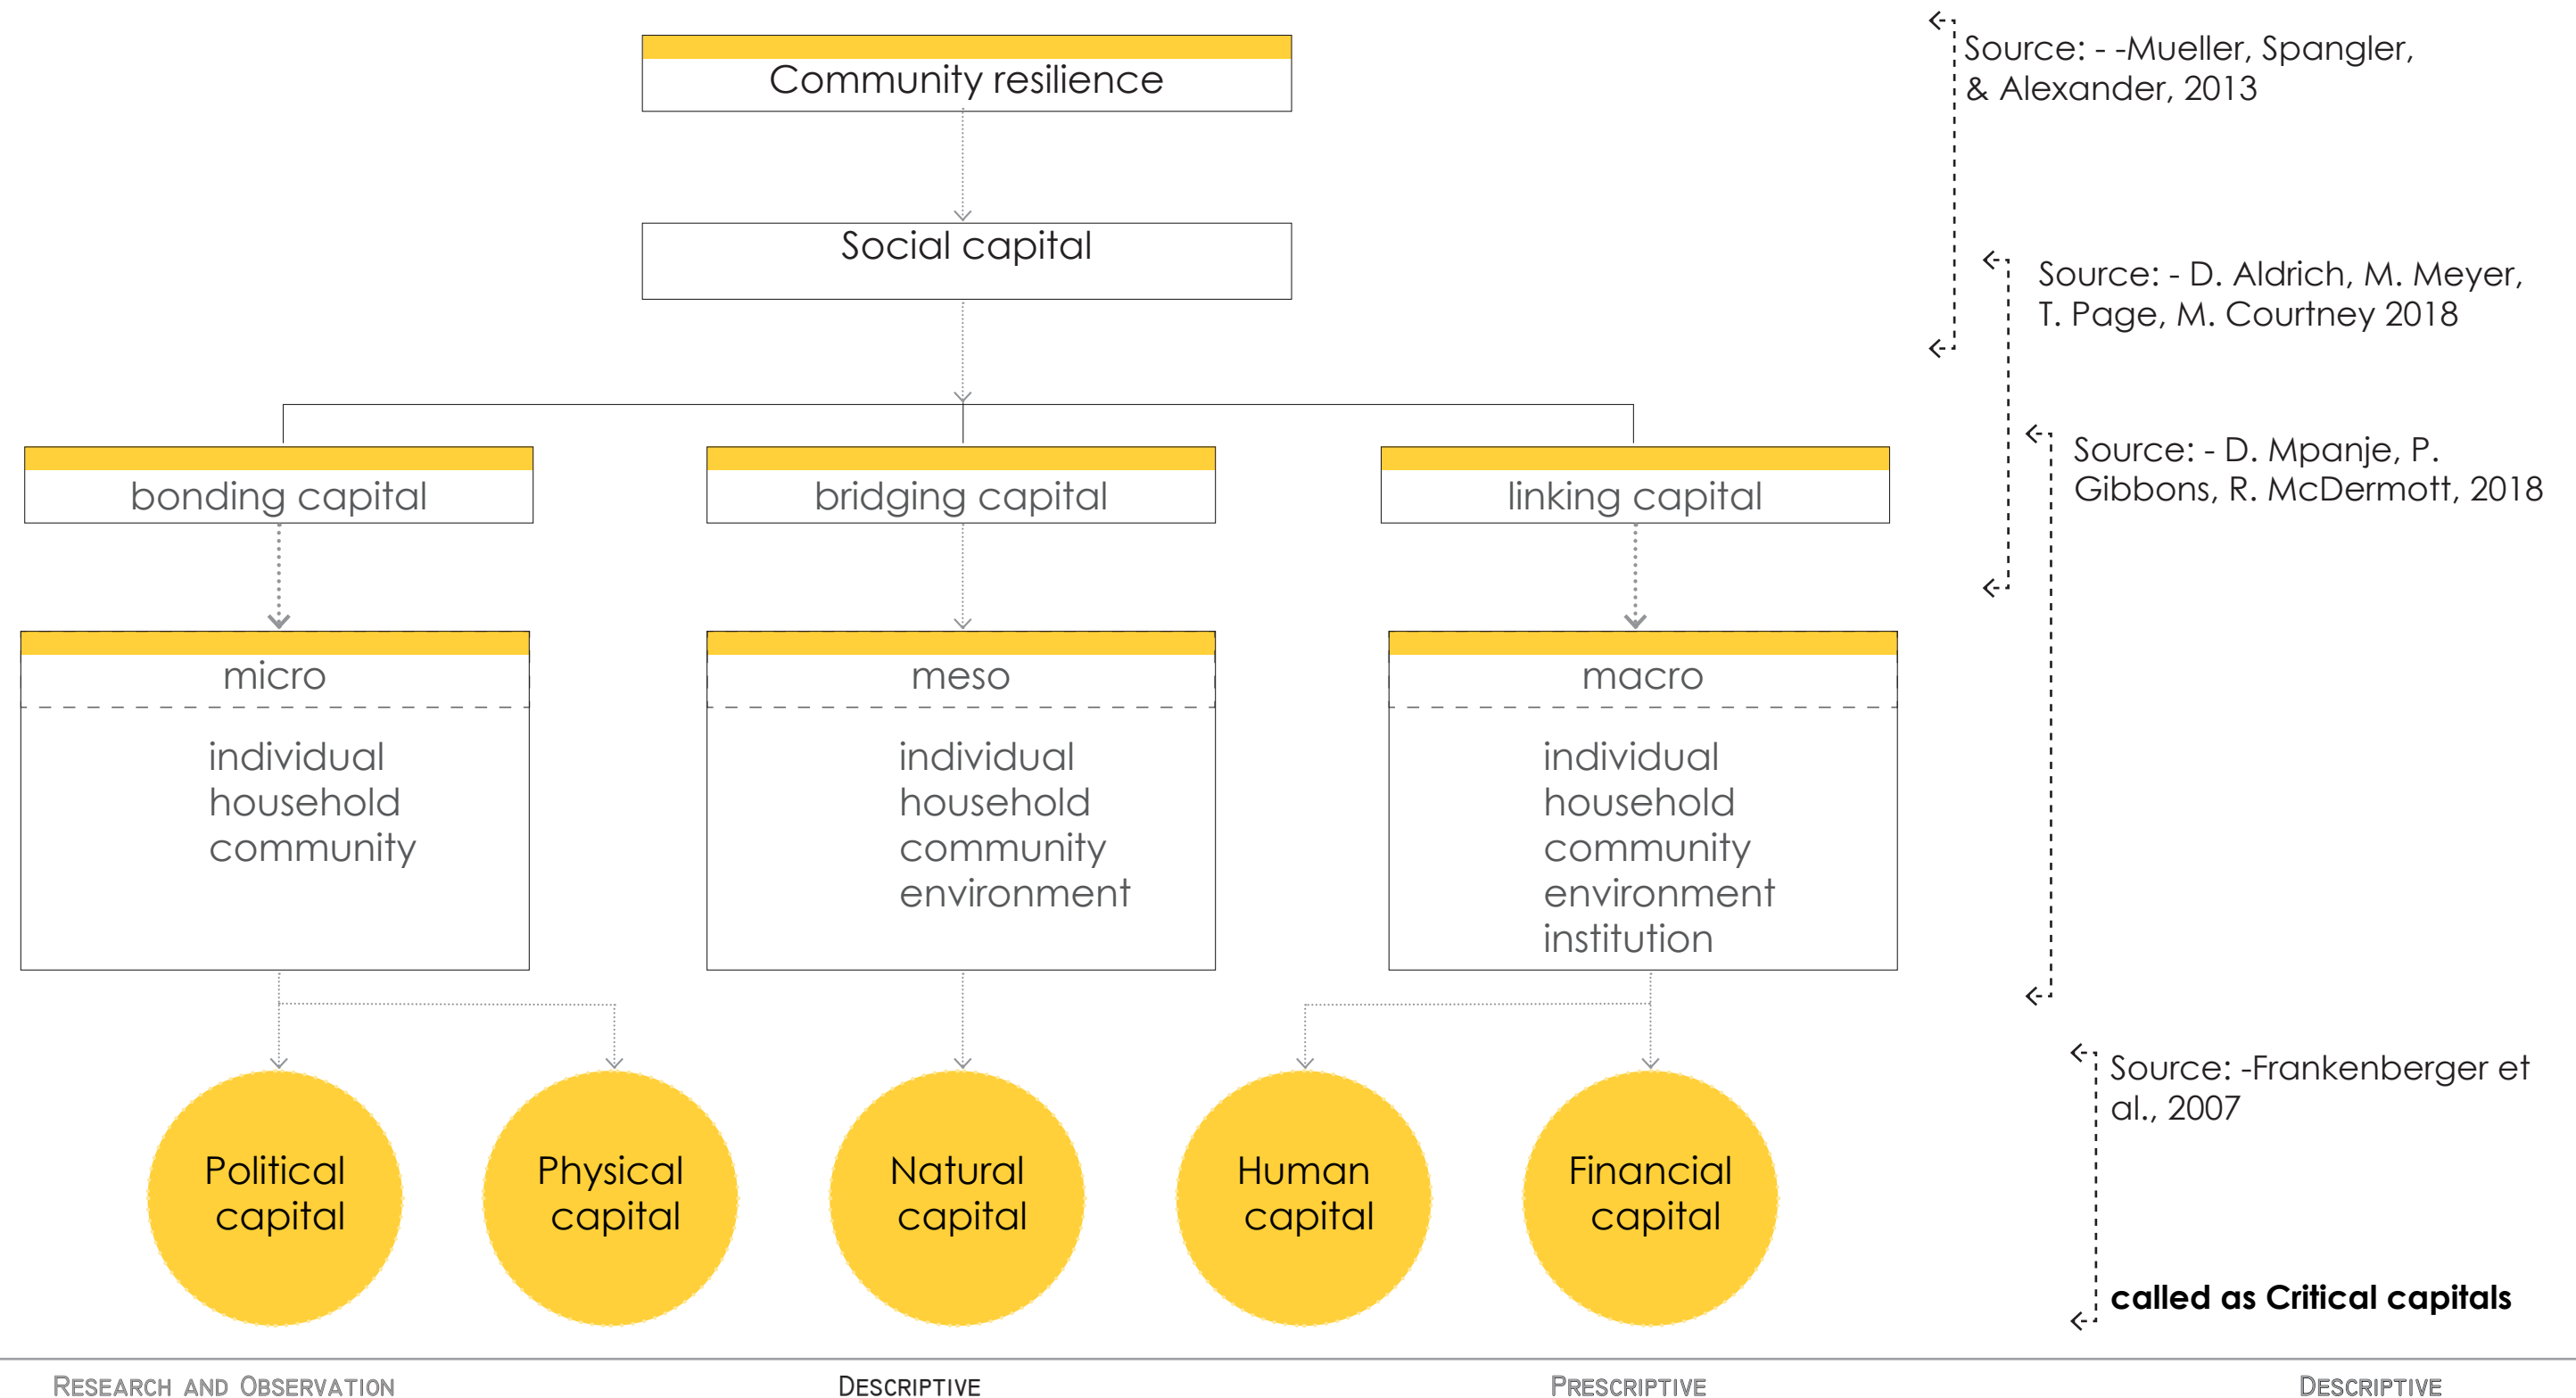 Community resilience
Source: - -Mueller, Spangler,
& Alexander, 2013
Social capital
Source: - D. Aldrich, M. Meyer,
T. Page, M. Courtney 2018
bonding capital
bridging capital
linking capital
Source: - D. Mpanje, P.
Gibbons, R. McDermott, 2018
micro
individual
household
community
meso
individual
household
community
environment
macro
individual
household
community
environment
institution
Political
capital
Physical
capital
Natural
capital
Human
capital
Financial
capital
Source: -Frankenberger et
al., 2007
called as Critical capitals
RESEARCH AND OBSERVATION
DESCRIPTIVE
PRESCRIPTIVE
DESCRIPTIVE